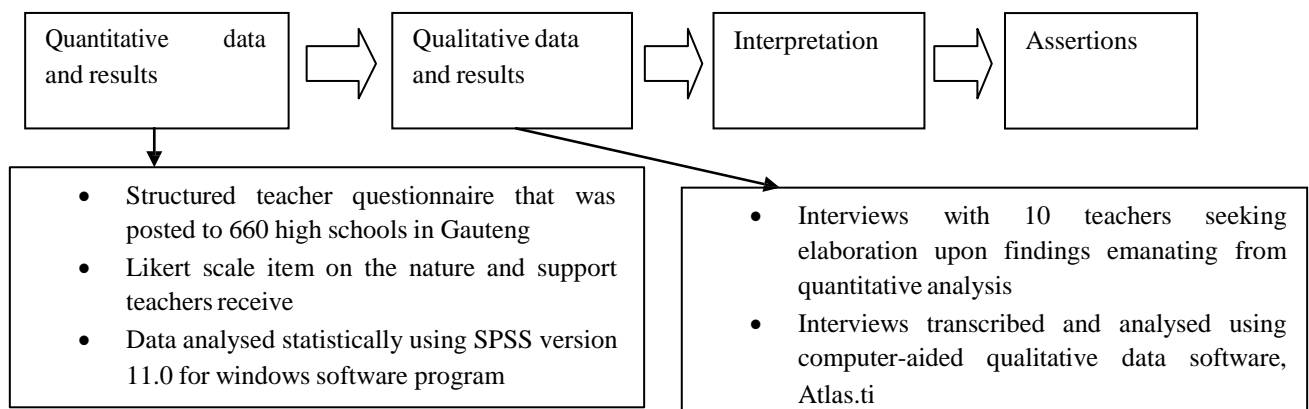 Quantitative data
and results
Qualitative data
and results
Interpretation
Assertions
• Structured teacher questionnaire that was
posted to 660 high schools in Gauteng
• Likert scale item on the nature and support
teachers receive
• Data analysed statistically using SPSS version
11.0 for windows software program
• Interviews with 10 teachers seeking
elaboration upon findings emanating from
quantitative analysis
• Interviews transcribed and analysed using
computer-aided qualitative data software,
Atlas.ti